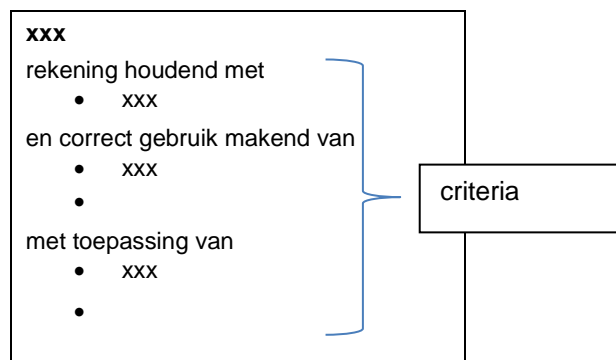 xxx
rekening houdend met
• xxx
en correct gebruik makend van
• xxx
•
met toepassing van
• xxx
•
criteria